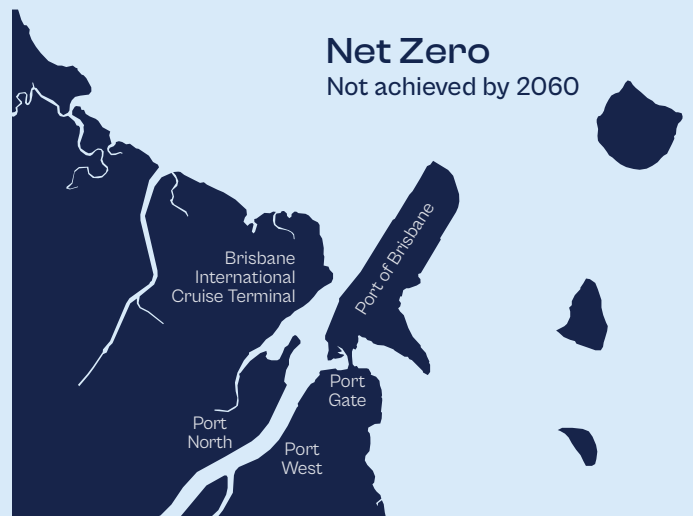 Net Zero
Not achieved by 2060
Port of Brisbane
Brisbane
International
Cruise Terminal
Port
Gate
Port
North
Port
West